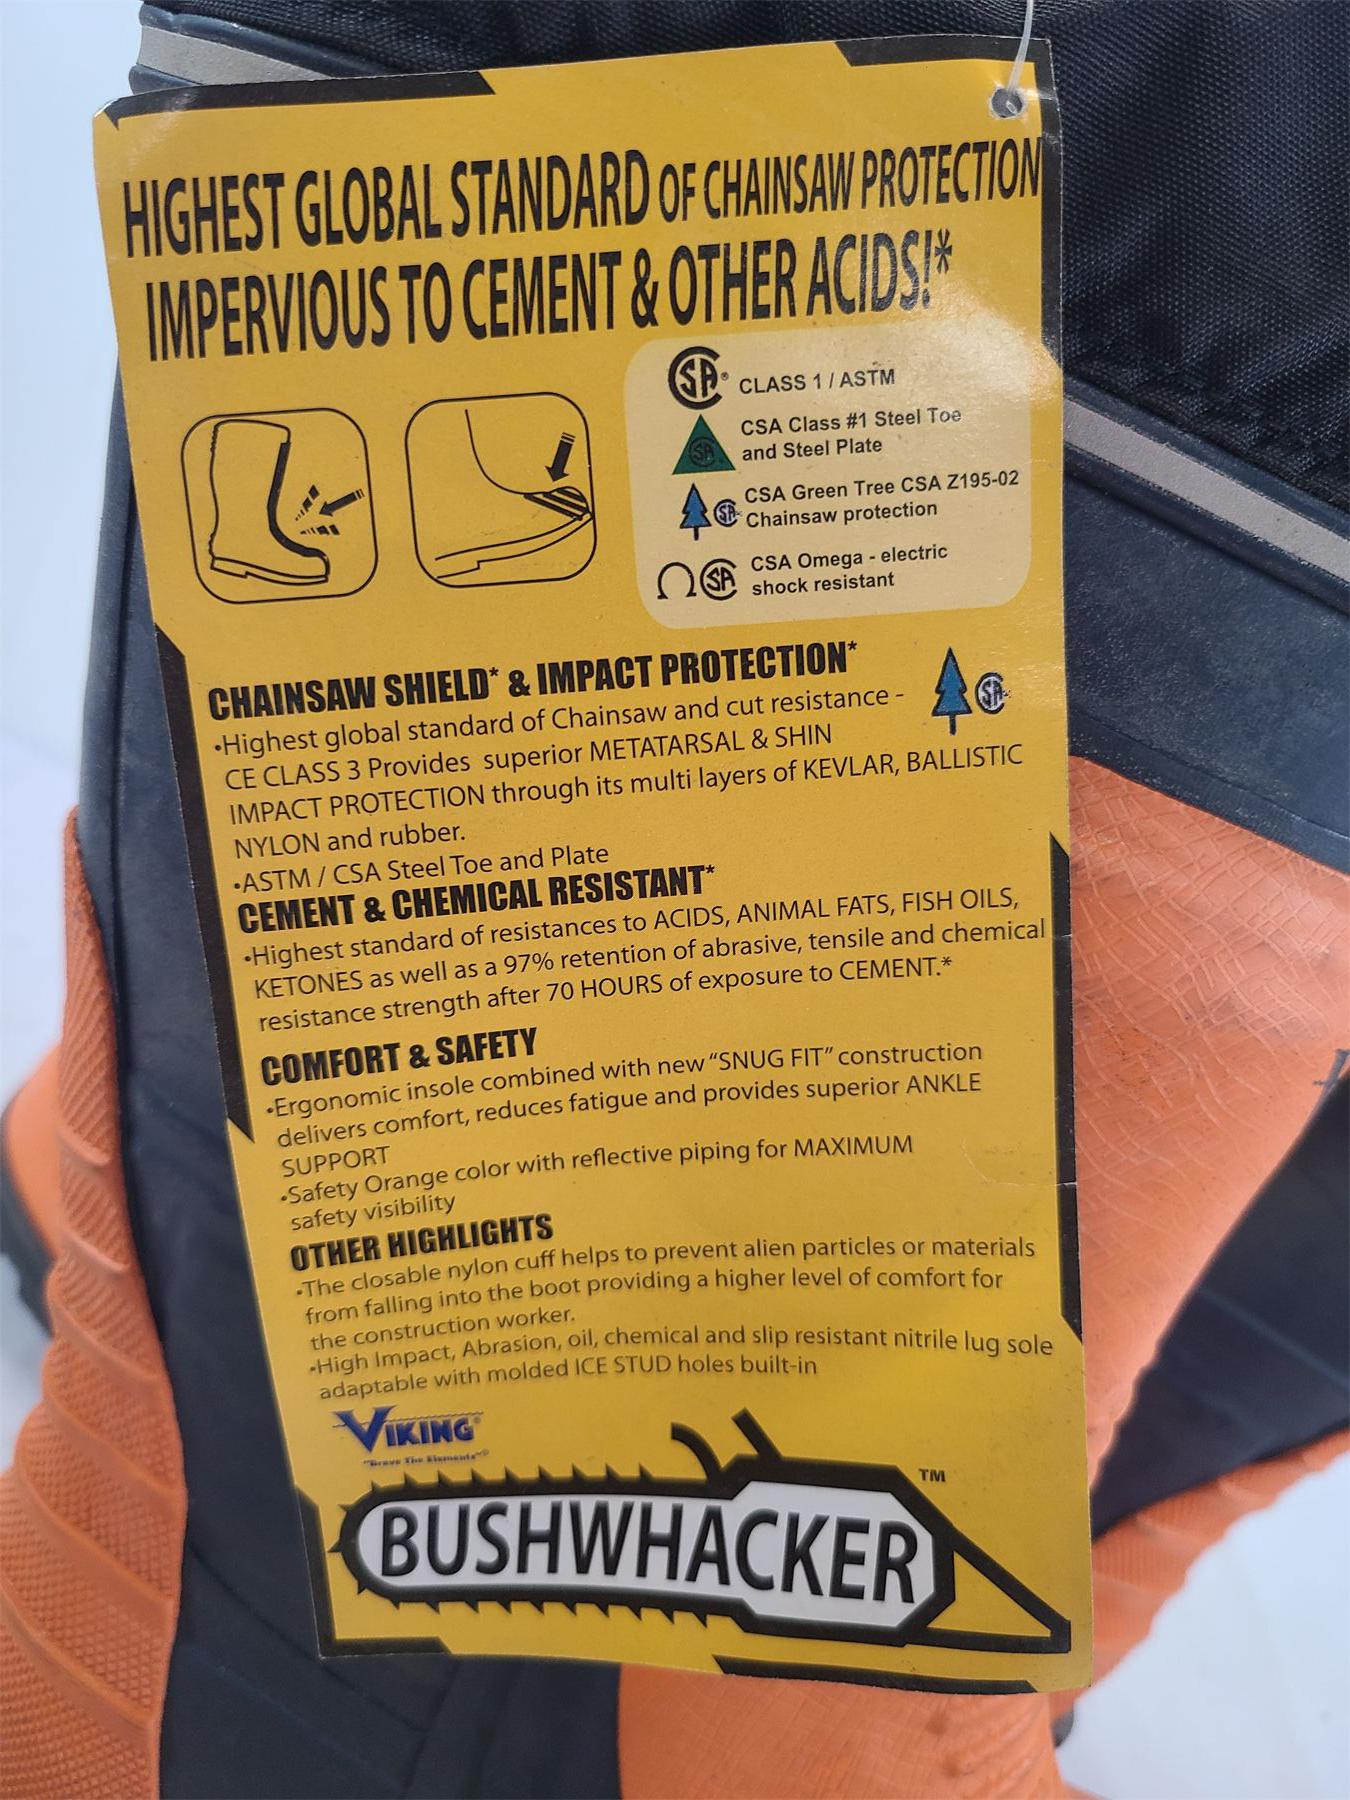 HIGHEST GLOBAL STANDARD OF CHAINSAW PROTECTION
IMPERVIOUS TO CEMENT & OTHER ACIDS!*
CSA® CLASS 1 / ASTM
CSA Class #1 Steel Toe
and Steel Plate
CSA Green Tree CSA Z195-02
Chainsaw protection
Ω CSA CSA Omega - electric
shock resistant
CHAINSAW SHIELD* & IMPACT PROTECTION*
•Highest global standard of Chainsaw and cut resistance -
CE CLASS 3 Provides superior METATARSAL & SHIN
IMPACT PROTECTION through its multi layers of KEVLAR, BALLISTIC
NYLON and rubber.
•ASTM / CSA Steel Toe and Plate
CEMENT & CHEMICAL RESISTANT*
•Highest standard of resistances to ACIDS, ANIMAL FATS, FISH OILS,
KETONES as well as a 97% retention of abrasive, tensile and chemical
resistance strength after 70 HOURS of exposure to CEMENT.*
COMFORT & SAFETY
•Ergonomic insole combined with new “SNUG FIT” construction
delivers comfort, reduces fatigue and provides superior ANKLE
SUPPORT
•Safety Orange color with reflective piping for MAXIMUM
safety visibility
OTHER HIGHLIGHTS
•The closable nylon cuff helps to prevent alien particles or materials
from falling into the boot providing a higher level of comfort for
the construction worker.
•High Impact, Abrasion, oil, chemical and slip resistant nitrile lug sole
adaptable with molded ICE STUD holes built-in
VIKING®
"Brave The Elements"®
BUSHWHACKER™